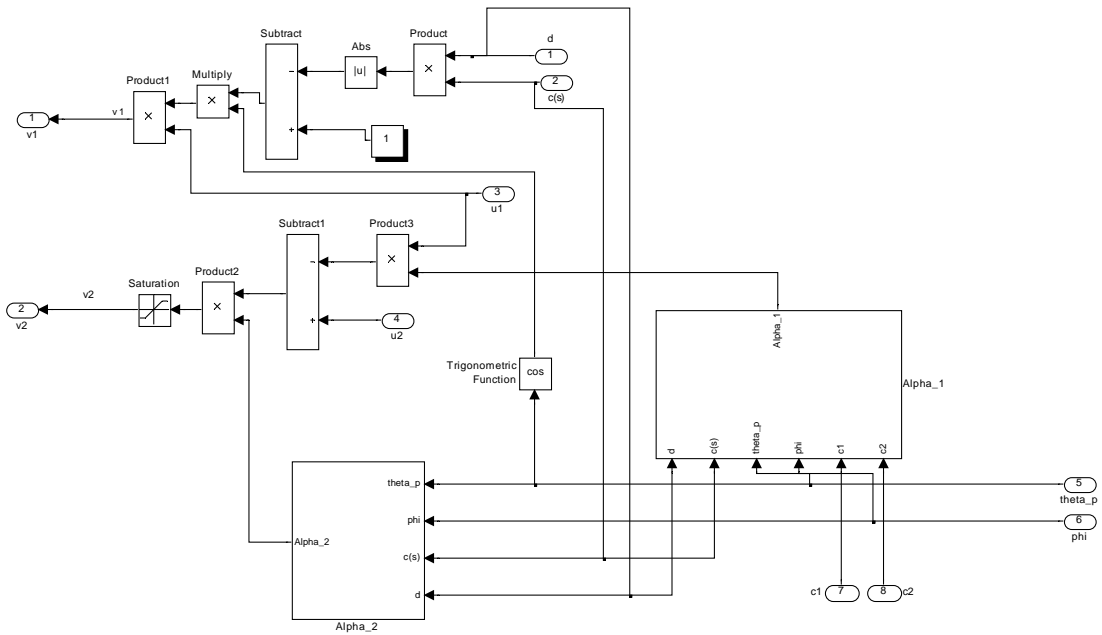 Subtract
d
Product
Abs
1
Multiply
Product1
−
|u|
×
2
×
c(s)
1
v1
×
v1
+
1
3
u1
Subtract1
Product3
−
×
Product2
Saturation
v2
×
2
v2
+
4
u2
Alpha_1
Trigonometric
Function
cos
Alpha_1
d
c(s)
theta_p
phi
c1
c2
theta_p
5
theta_p
phi
6
phi
Alpha_2
c(s)
d
c1
7
8
c2
Alpha_2